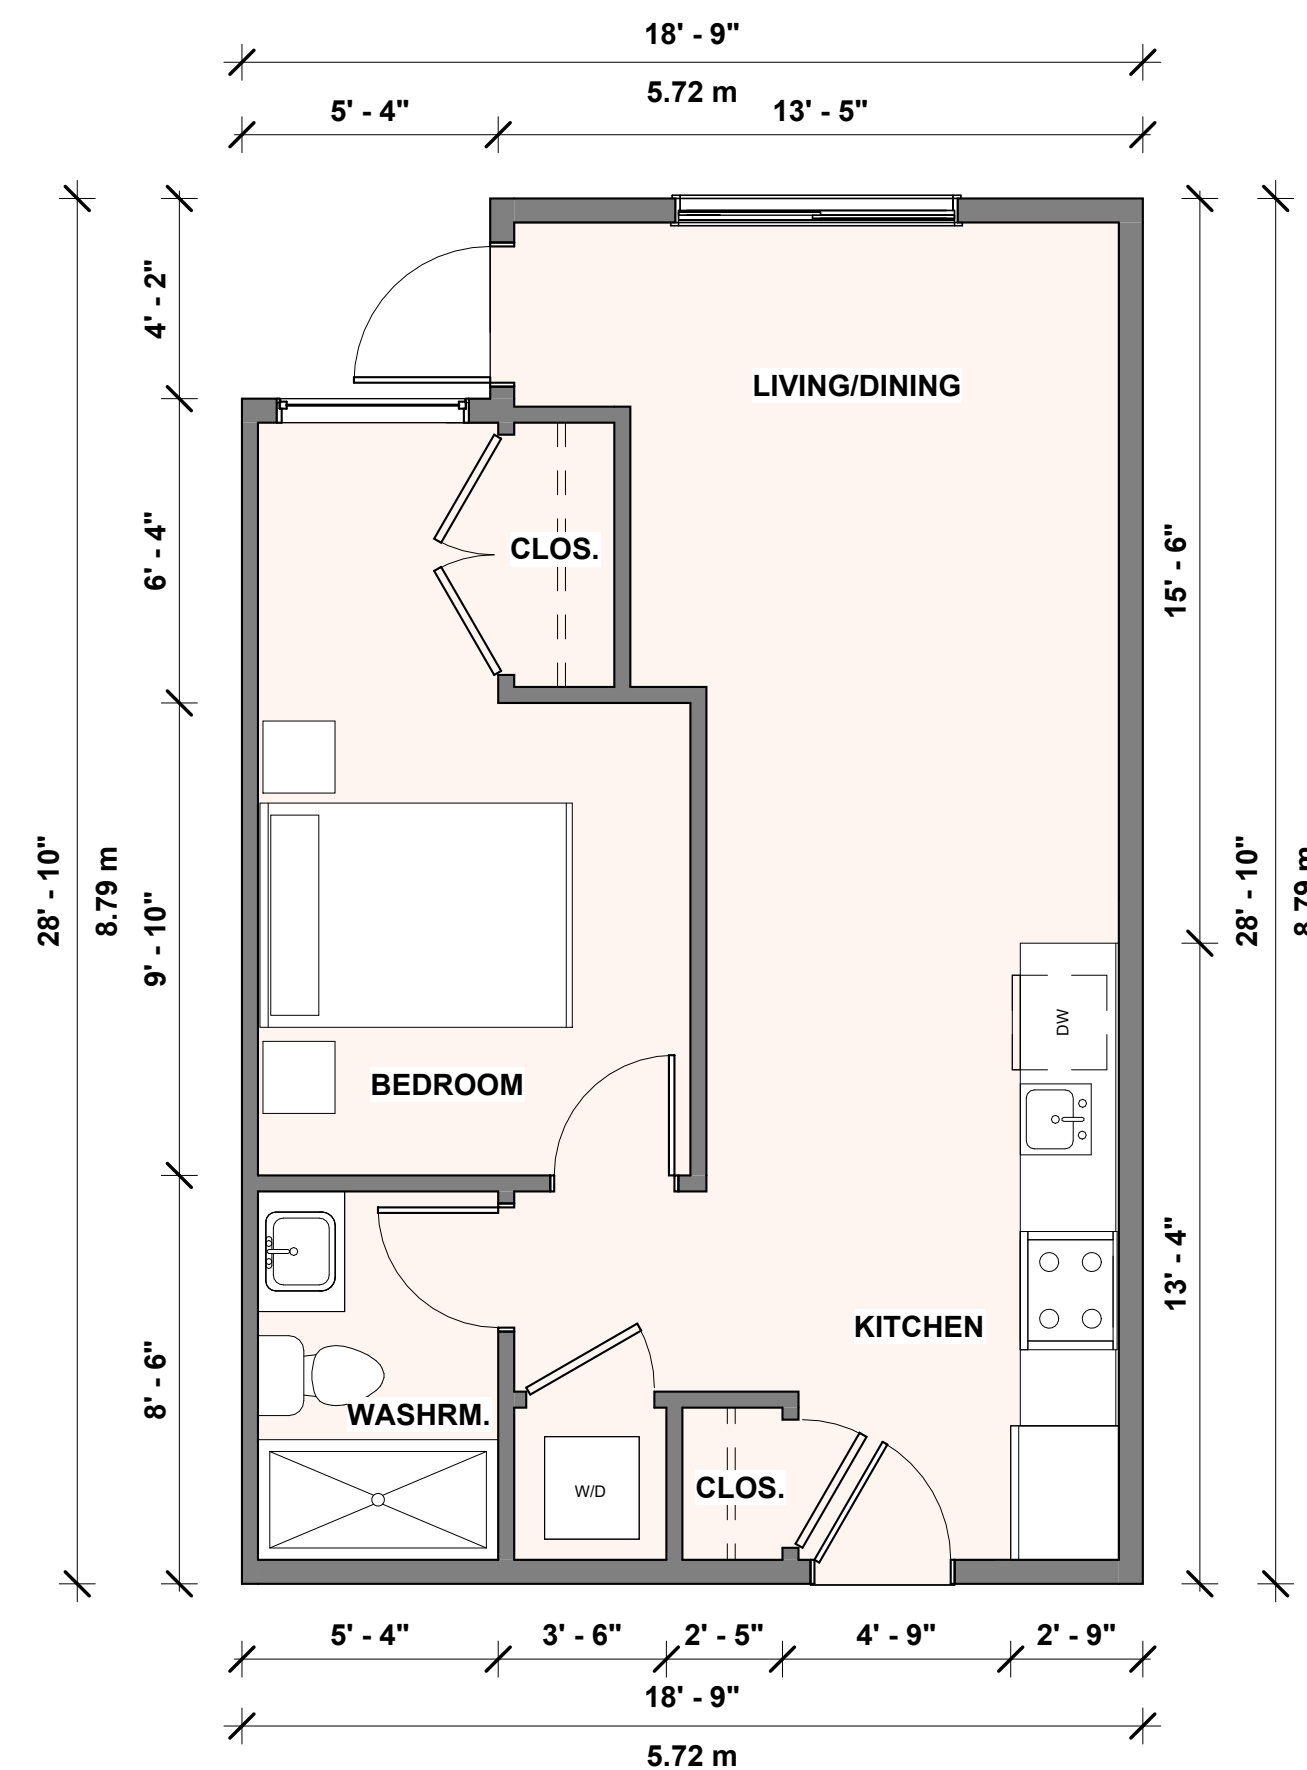 18' - 9"
5.72 m
5' - 4"
13' - 5"
4' - 2"
LIVING/DINING
6' - 4"
CLOS.
15' - 6"
28' - 10"
8.79 m
9' - 10"
28' - 10"
8.79 m
DW
BEDROOM
13' - 4"
KITCHEN
8' - 6"
WASHRM.
W/D
CLOS.
5' - 4"
3' - 6"
2' - 5"
4' - 9"
2' - 9"
18' - 9"
5.72 m